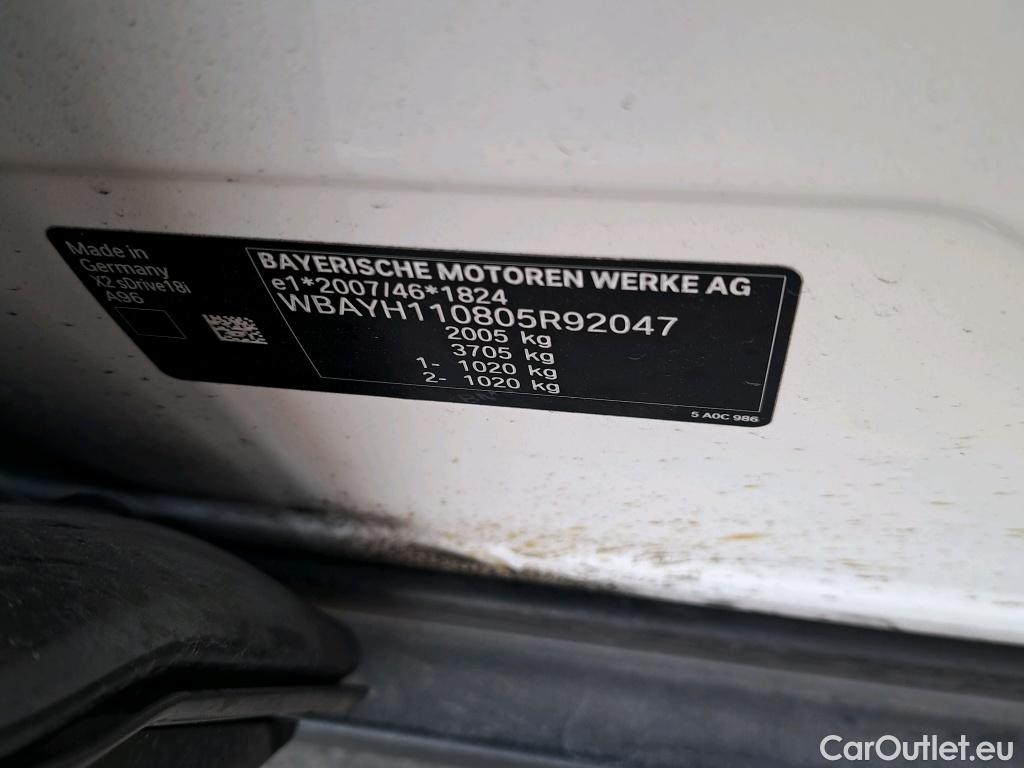 Made in
Germany
X2 sDrive18i
A96
BAYERISCHE MOTOREN WERKE AG
e1*2007/46*1824
WBAYH110805R92047
2005 kg
3705 kg
1- 1020 kg
2- 1020 kg
5 A0C 986
CarOutlet.eu